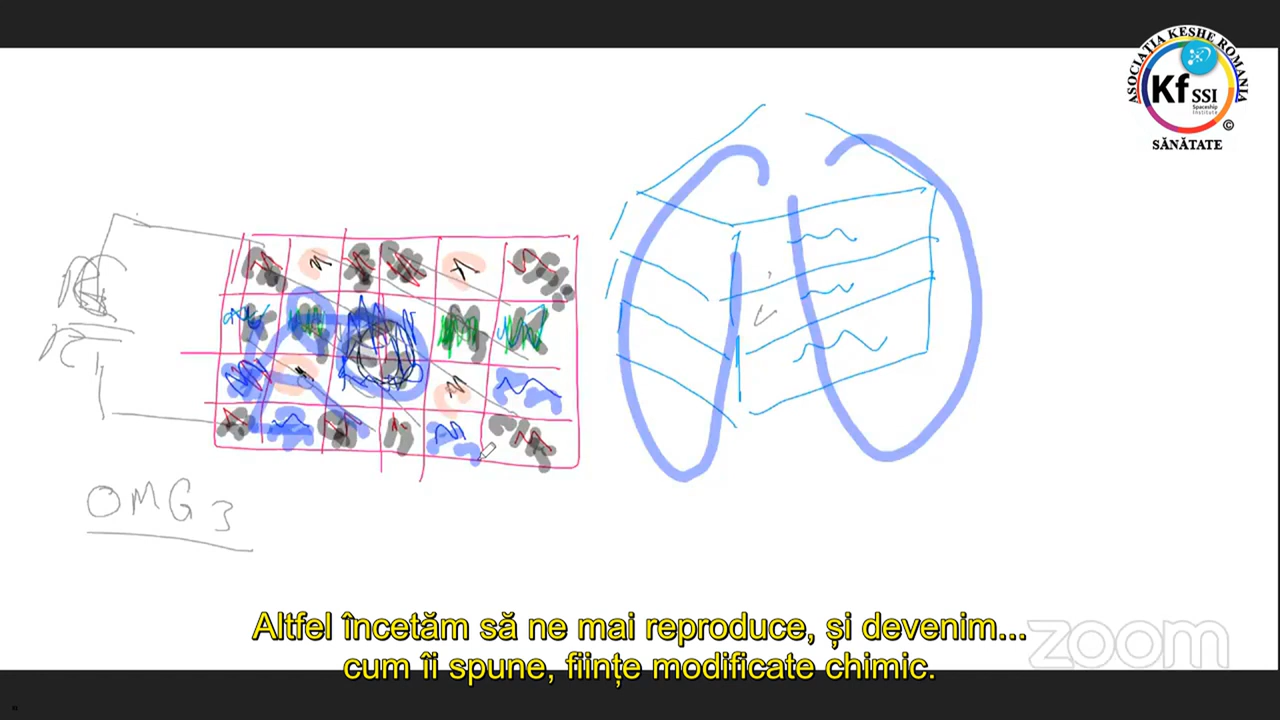 ASOCIAȚIA KESHE ROMANIA
Kf SSI
Spaceship
Institute
©
SĂNĂTATE
OMG 3
Altfel încetăm să ne mai reproduce, și devenim...
cum îi spune, ființe modificate chimic.
zoom